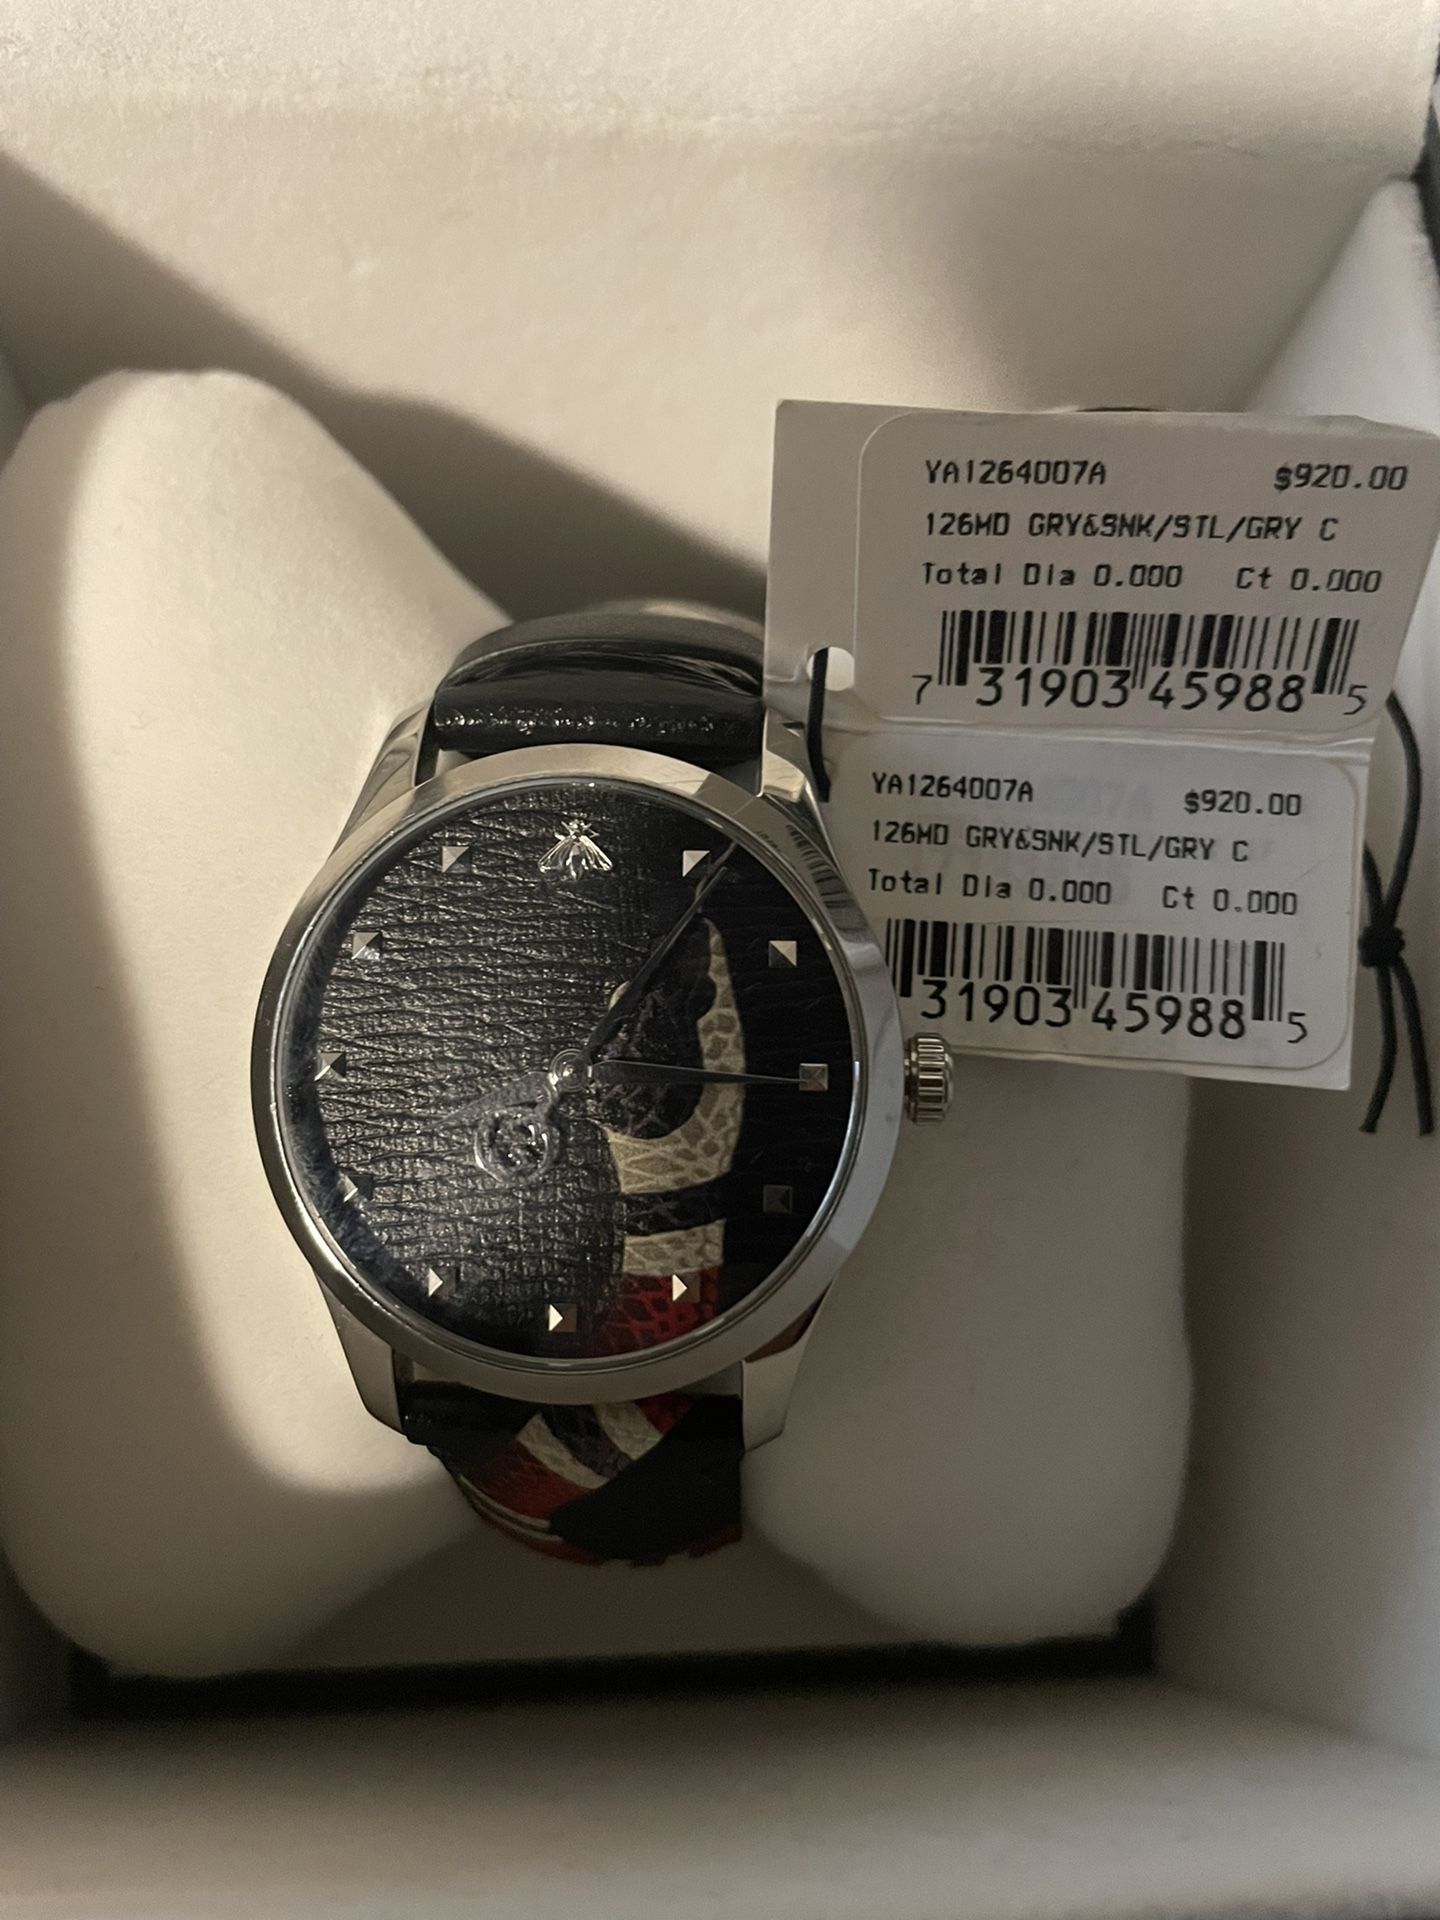 YA1264007A $920.00
126MD GRY&SNK/STL/GRY C
Total Dia 0.000 Ct 0.000
7 31903 45988 5
YA1264007A $920.00
126MD GRY&SNK/STL/GRY C
Total Dia 0.000 Ct 0.000
31903 45988 5